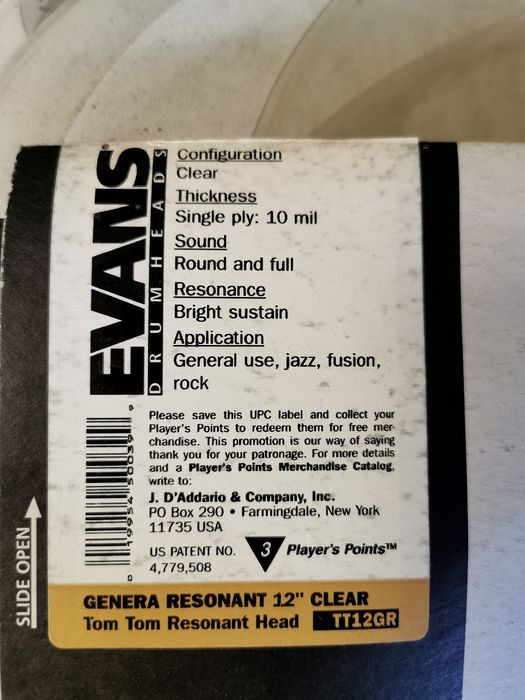 EVANS®
DRUMHEADS
Configuration
Clear
Thickness
Single ply: 10 mil
Sound
Round and full
Resonance
Bright sustain
Application
General use, jazz, fusion,
rock
Please save this UPC label and collect your
Player's Points to redeem them for free mer-
chandise. This promotion is our way of saying
thank you for your patronage. For more details
and a Player's Points Merchandise Catalog,
write to:
J. D'Addario & Company, Inc.
PO Box 290 • Farmingdale, New York
11735 USA
US PATENT NO.
4,779,508
3 Player's Points™
0 19954 50039 9
SLIDE OPEN
GENERA RESONANT 12" CLEAR
Tom Tom Resonant Head TT12GR